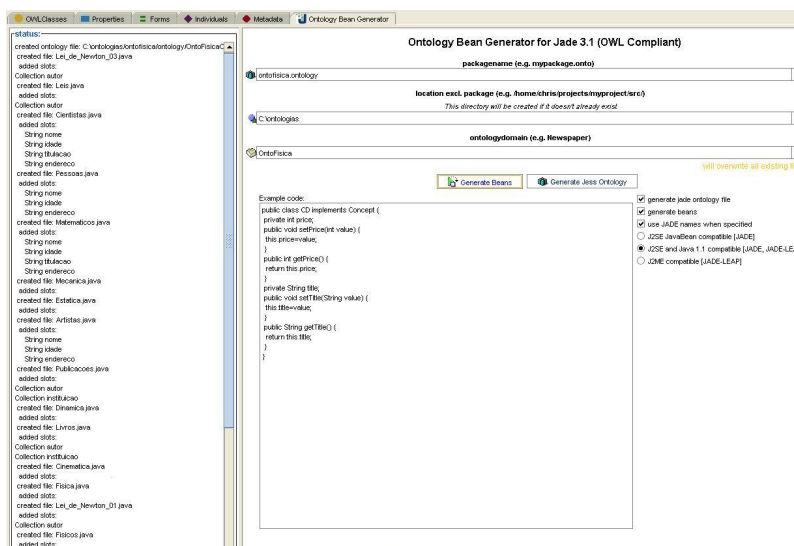 OWLClasses
Properties
Forms
Individuals
Metadata
Ontology Bean Generator
status:
created ontology file: C:\ontologias\ontofisica\ontology\OntoFisicaO
created file: Lei_de_Newton_03.java
added slots:
Collection autor
created file: Leis.java
added slots:
Collection autor
created file: Cientistas.java
added slots:
String nome
String idade
String titulacao
String endereco
created file: Pessoas.java
added slots:
String nome
String idade
String endereco
created file: Matematicos.java
added slots:
String nome
String idade
String titulacao
String endereco
created file: Mecanica.java
added slots:
created file: Estatica.java
added slots:
created file: Artistas.java
added slots:
String nome
String idade
String endereco
created file: Publicacoes.java
added slots:
Collection autor
Collection instituicao
created file: Dinamica.java
added slots:
created file: Livros.java
added slots:
Collection autor
Collection instituicao
created file: Cinematica.java
added slots:
created file: Fisica.java
added slots:
created file: Lei_de_Newton_01.java
added slots:
Collection autor
created file: Fisicos.java
added slots:
Ontology Bean Generator for Jade 3.1 (OWL Compliant)
packagename (e.g. mypackage.onto)
ontofisica.ontology
location excl. package (e.g. /home/chris/projects/myproject/src/)
This directory will be created if it doesn't already exist
C:\ontologias
ontologydomain (e.g. Newspaper)
OntoFisica
will overwrite all existing fi
Generate Beans
Generate Jess Ontology
Example code:
public class CD implements Concept {
private int price;
public void setPrice(int value) {
this.price=value;
}
public int getPrice() {
return this.price;
}
private String title;
public void setTitle(String value) {
this.title=value;
}
public String getTitle() {
return this.title;
}
}
generate jade ontology file
generate beans
use JADE names when specified
J2SE JavaBean compatible [JADE]
J2SE and Java 1.1 compatible [JADE, JADE-LEA
J2ME compatible [JADE-LEAP]